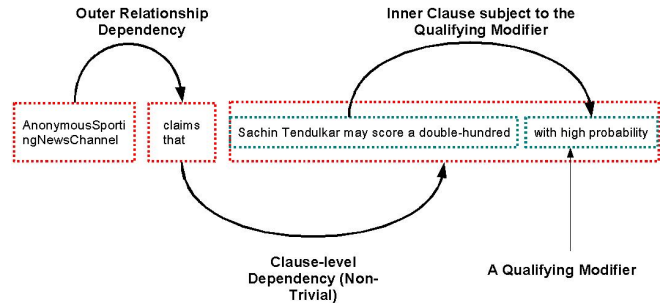 Outer Relationship
Dependency
Inner Clause subject to the
Qualifying Modifier
AnonymousSporti
ngNewsChannel
claims
that
Sachin Tendulkar may score a double-hundred
with high probability
Clause-level
Dependency (Non-
Trivial)
A Qualifying Modifier